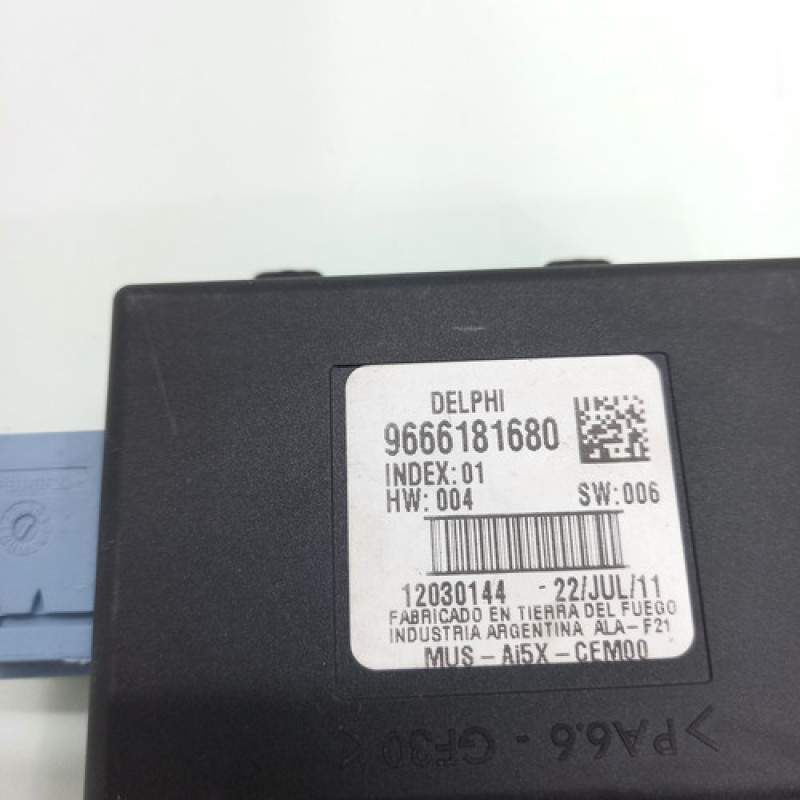 DELPHI
9666181680
INDEX:01
HW:004 SW:006
12030144 - 22/JUL/11
FABRICADO EN TIERRA DEL FUEGO
INDUSTRIA ARGENTINA ALA-F21
MUS-Ai5X-CEM00
>PA6.6 - GF30<